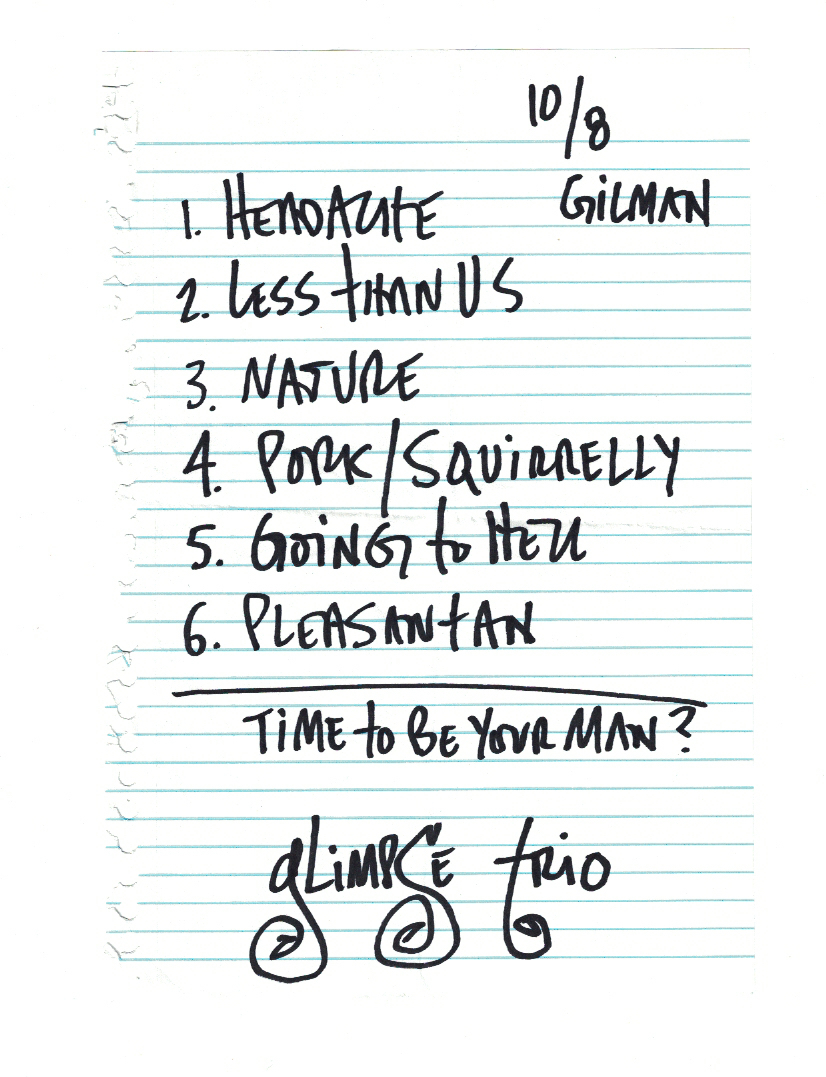 10/8
GiLMAN
1. HEADACHE
2. LESS tHAN US
3. NATURE
4. PORK/SQUiRRELLY
5. GOiNG to HELL
6. PLEASANtAN
TiME to BE YOUR MAN?
gLiMPSE tRiO